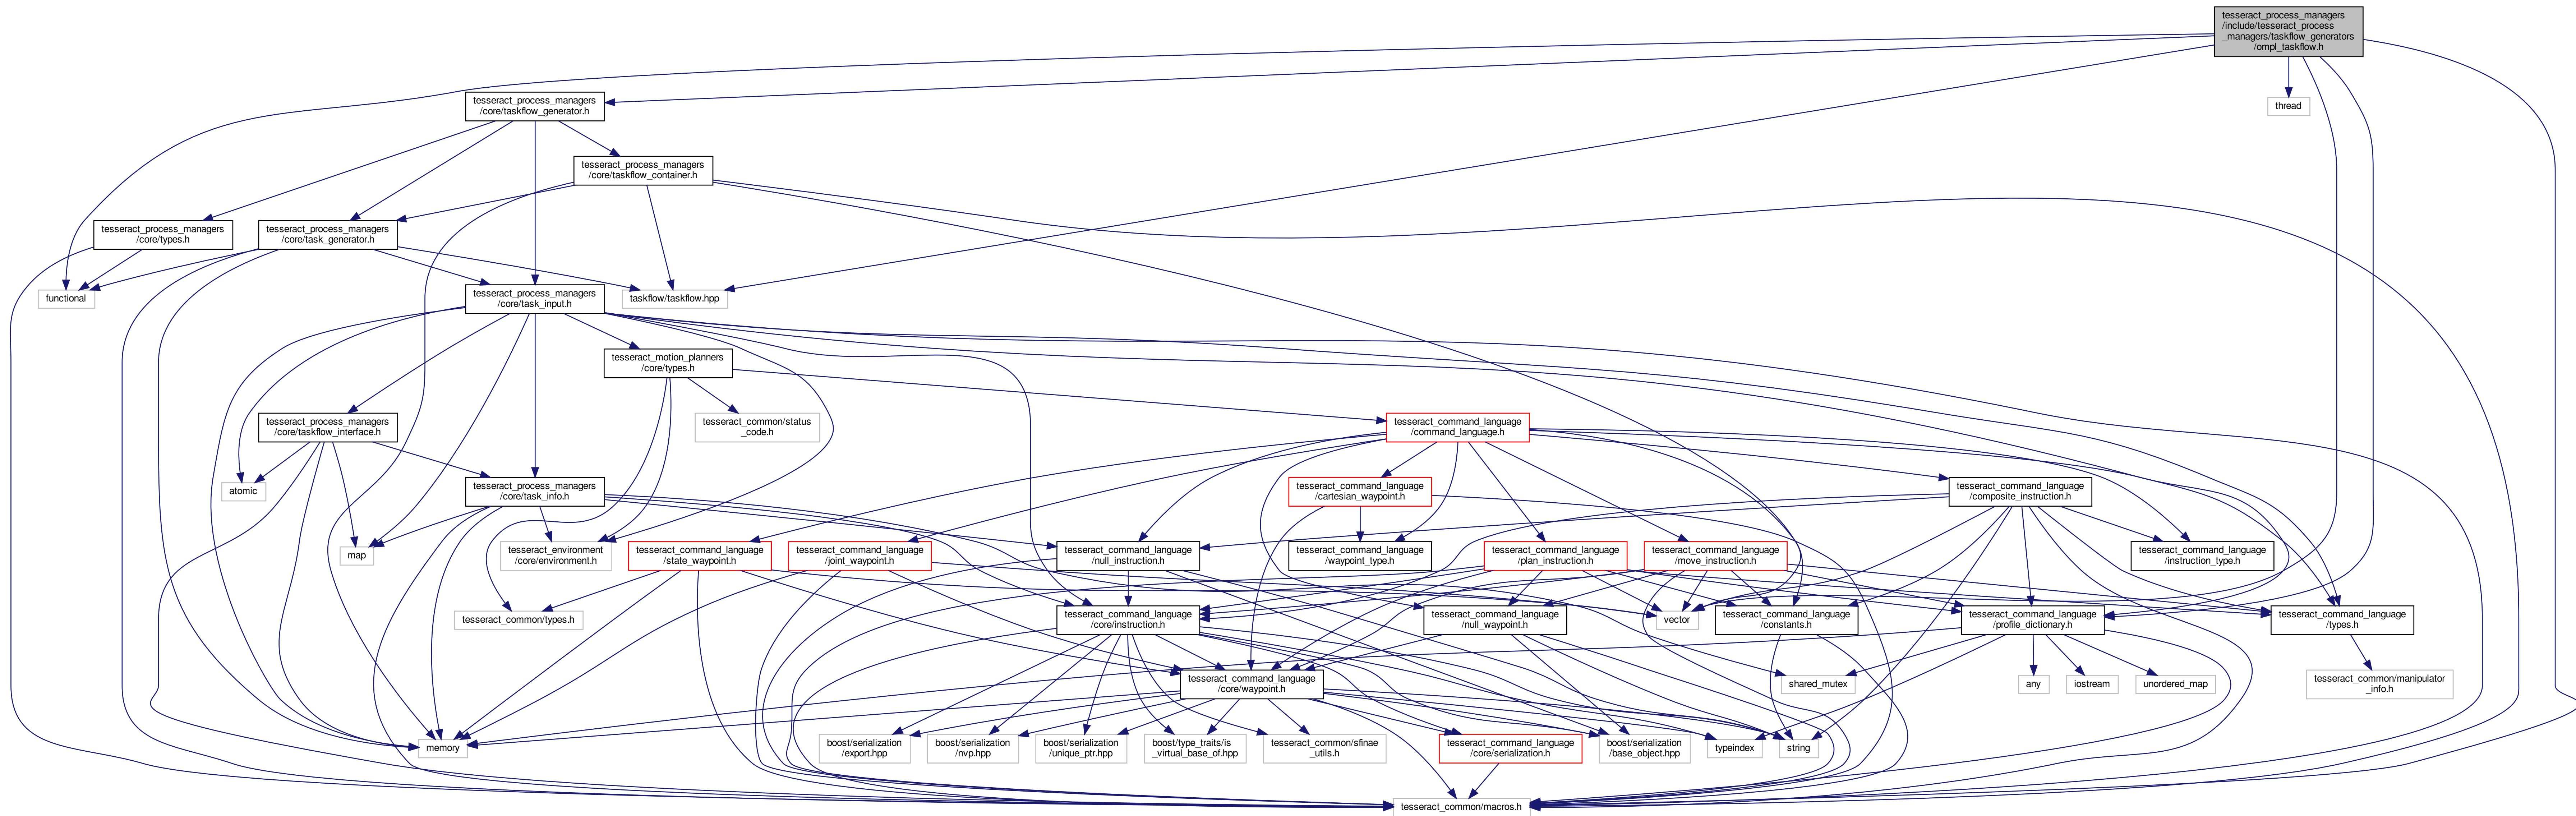 tesseract_process_managers
/include/tesseract_process
_managers/taskflow_generators
/ompl_taskflow.h
tesseract_process_managers
/core/taskflow_generator.h
thread
tesseract_process_managers
/core/taskflow_container.h
tesseract_process_managers
/core/types.h
tesseract_process_managers
/core/task_generator.h
functional
tesseract_process_managers
/core/task_input.h
taskflow/taskflow.hpp
tesseract_motion_planners
/core/types.h
tesseract_process_managers
/core/taskflow_interface.h
tesseract_common/status
_code.h
tesseract_command_language
/command_language.h
atomic
tesseract_process_managers
/core/task_info.h
tesseract_command_language
/cartesian_waypoint.h
tesseract_command_language
/composite_instruction.h
map
tesseract_environment
/core/environment.h
tesseract_command_language
/state_waypoint.h
tesseract_command_language
/joint_waypoint.h
tesseract_command_language
/null_instruction.h
tesseract_command_language
/waypoint_type.h
tesseract_command_language
/plan_instruction.h
tesseract_command_language
/move_instruction.h
tesseract_command_language
/instruction_type.h
tesseract_common/types.h
tesseract_command_language
/core/instruction.h
tesseract_command_language
/null_waypoint.h
vector
tesseract_command_language
/constants.h
tesseract_command_language
/profile_dictionary.h
tesseract_command_language
/types.h
tesseract_command_language
/core/waypoint.h
shared_mutex
any
iostream
unordered_map
tesseract_common/manipulator
_info.h
memory
boost/serialization
/export.hpp
boost/serialization
/nvp.hpp
boost/serialization
/unique_ptr.hpp
boost/type_traits/is
_virtual_base_of.hpp
tesseract_common/sfinae
_utils.h
tesseract_command_language
/core/serialization.h
boost/serialization
/base_object.hpp
typeindex
string
tesseract_common/macros.h